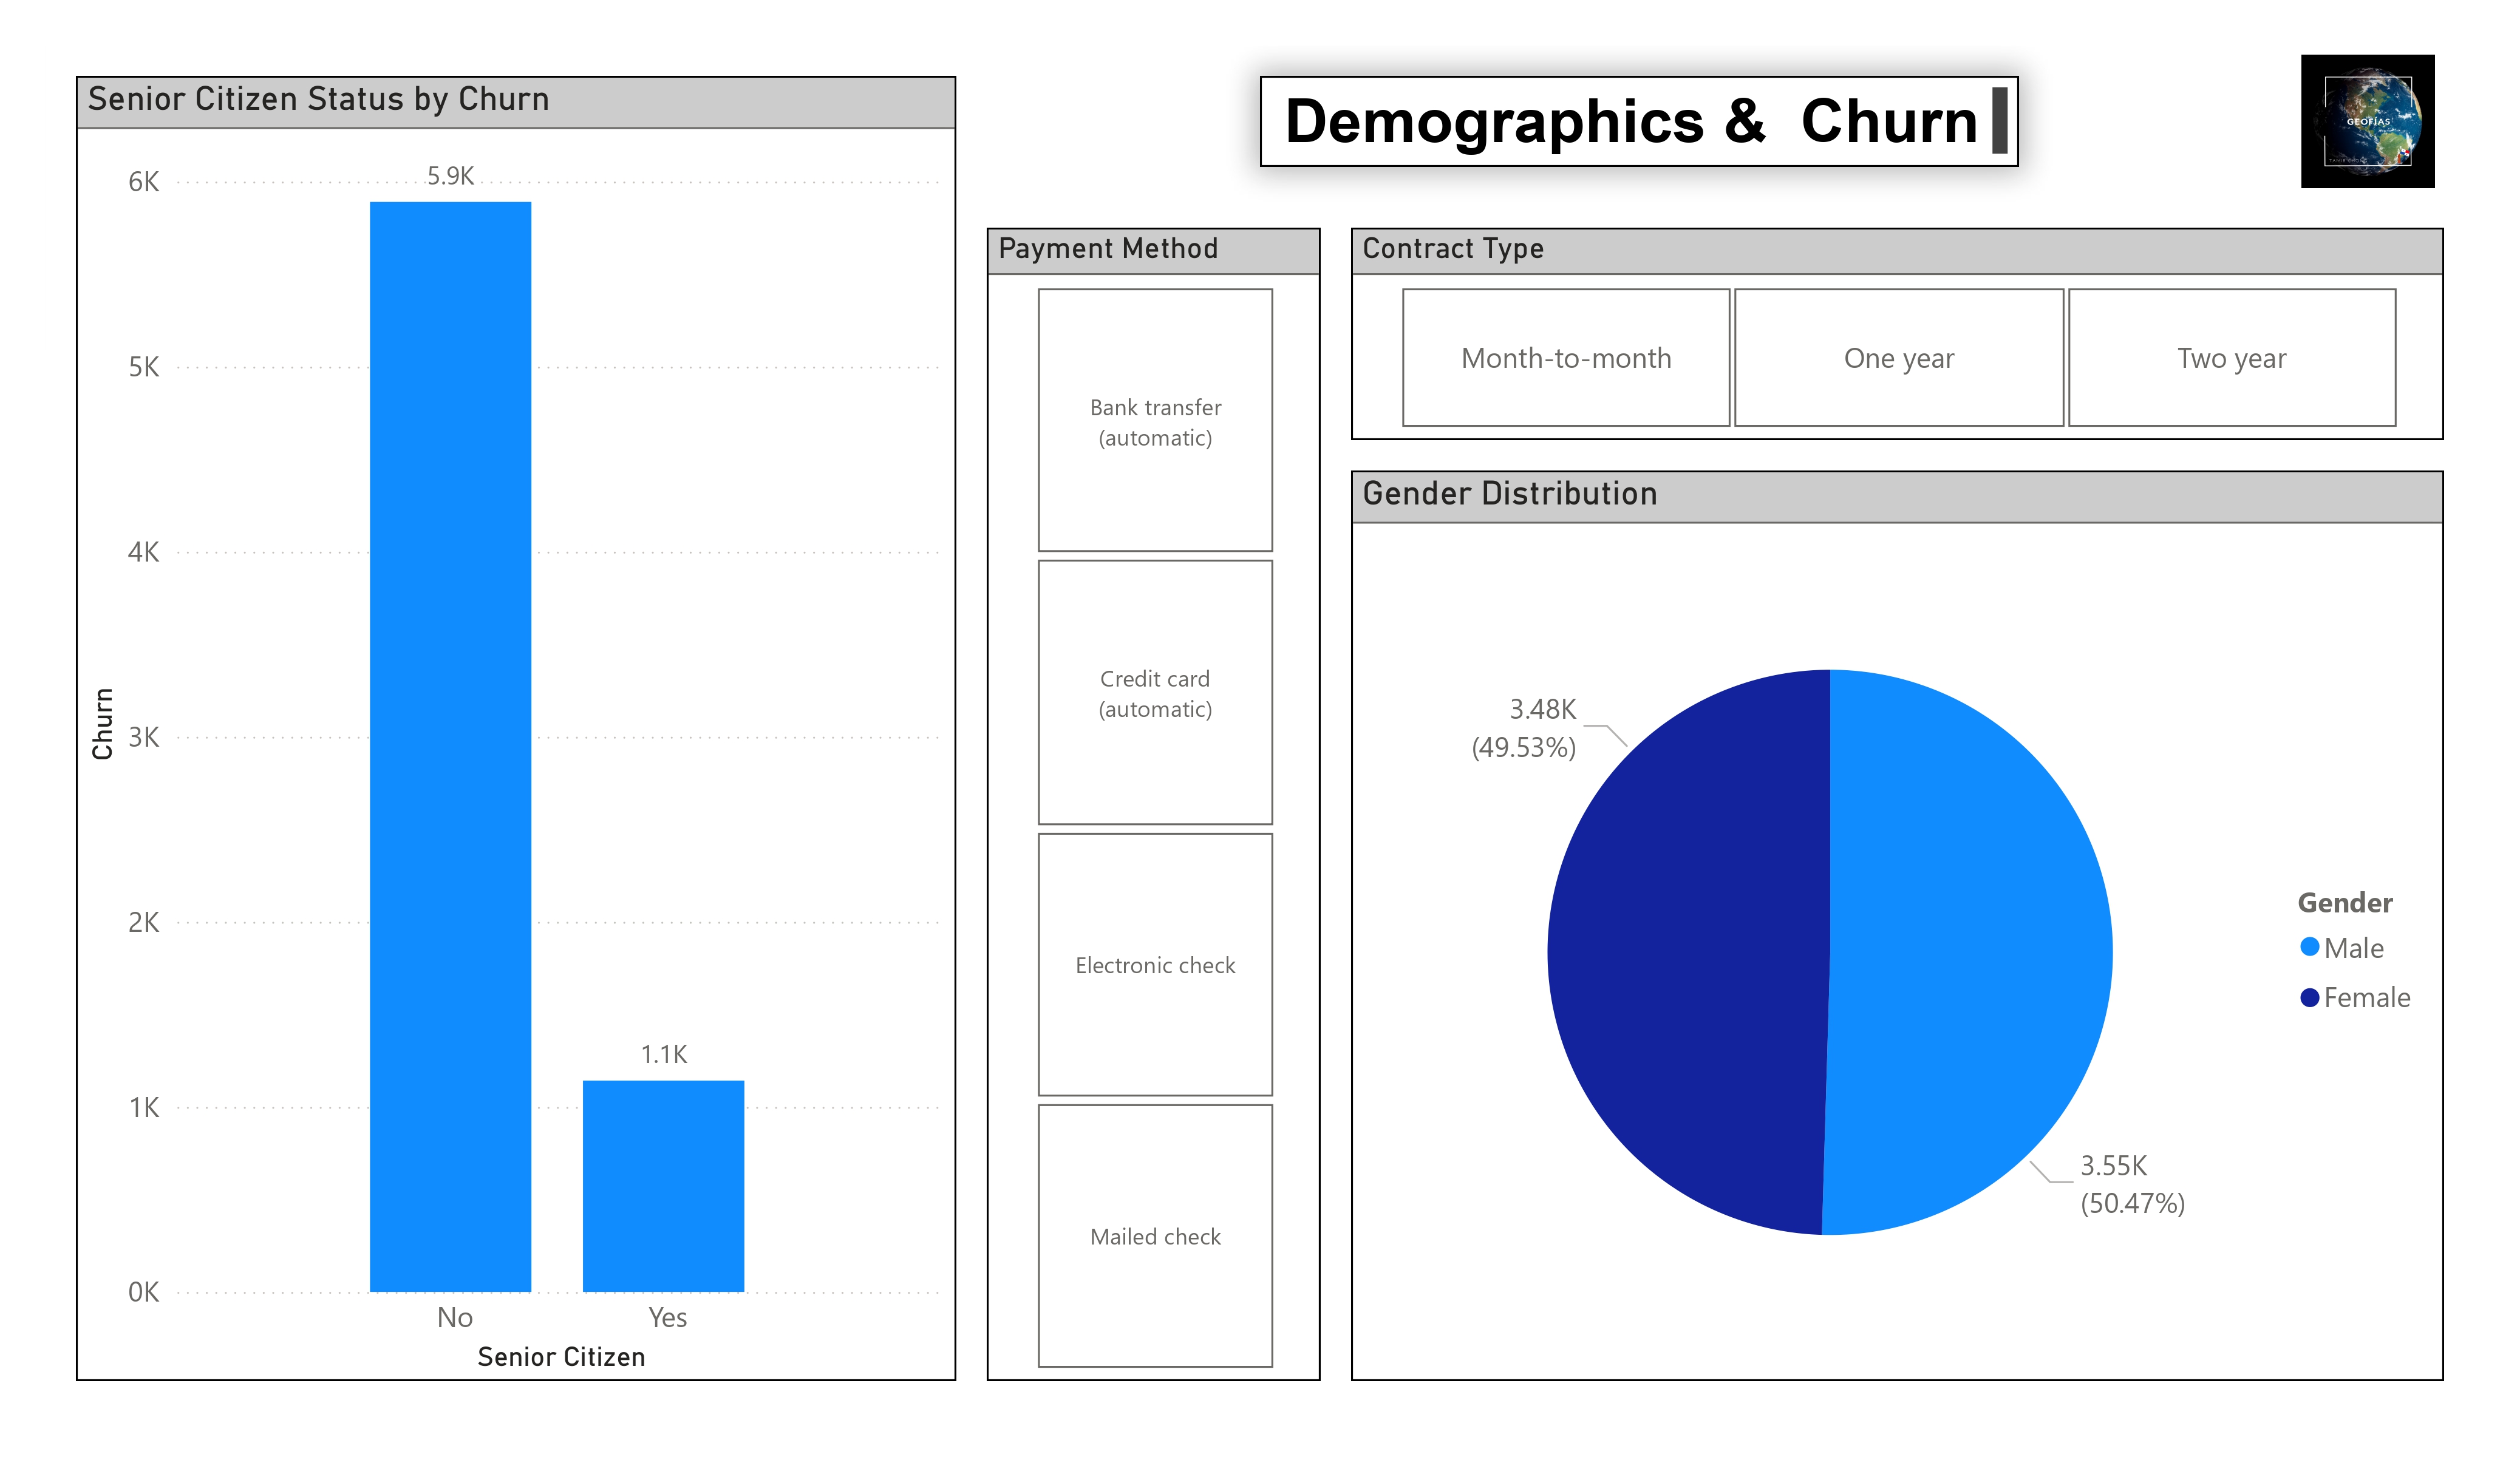 Senior Citizen Status by Churn
6K
5K
4K
3K
2K
1K
0K
Churn
5.9K
1.1K
No
Yes
Senior Citizen
Demographics &  Churn
GEOFÍAS
Payment Method
Bank transfer
(automatic)
Credit card
(automatic)
Electronic check
Mailed check
Contract Type
Month-to-month
One year
Two year
Gender Distribution
3.48K
(49.53%)
3.55K
(50.47%)
Gender
Male
Female